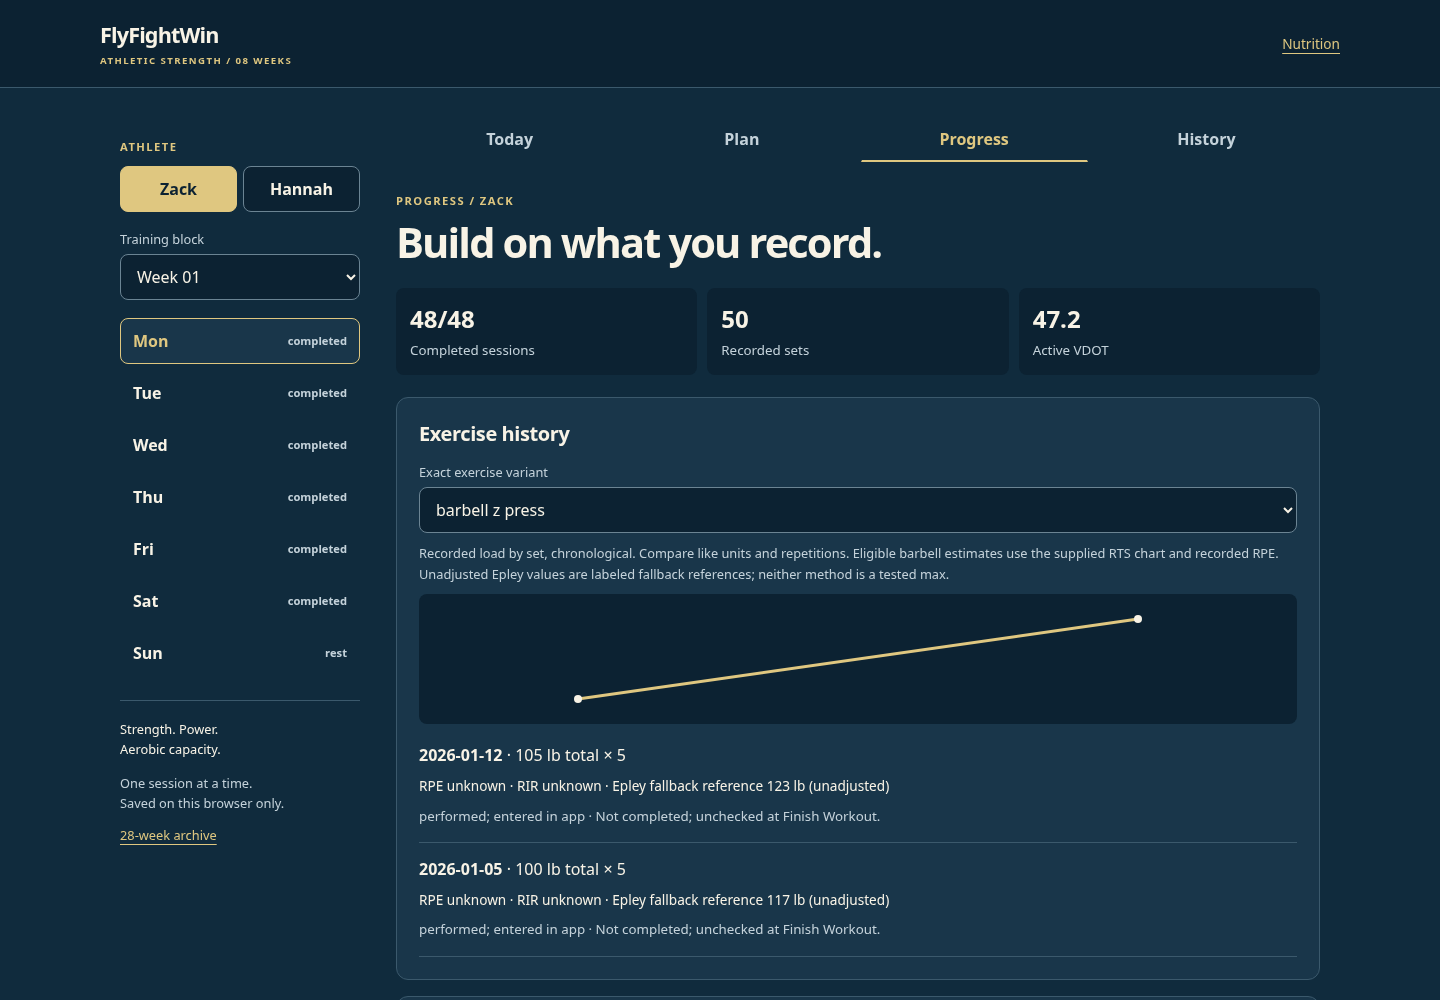 FlyFightWin
ATHLETIC STRENGTH / 08 WEEKS
Nutrition
ATHLETE
Zack
Hannah
Training block
Week 01
Mon completed
Tue completed
Wed completed
Thu completed
Fri completed
Sat completed
Sun rest
Strength. Power.
Aerobic capacity.
One session at a time.
Saved on this browser only.
28-week archive
Today
Plan
Progress
History
PROGRESS / ZACK
Build on what you record.
48/48
Completed sessions
50
Recorded sets
47.2
Active VDOT
Exercise history
Exact exercise variant
barbell z press
Recorded load by set, chronological. Compare like units and repetitions. Eligible barbell estimates use the supplied RTS chart and recorded RPE.
Unadjusted Epley values are labeled fallback references; neither method is a tested max.
2026-01-12 · 105 lb total × 5
RPE unknown · RIR unknown · Epley fallback reference 123 lb (unadjusted)
performed; entered in app · Not completed; unchecked at Finish Workout.
2026-01-05 · 100 lb total × 5
RPE unknown · RIR unknown · Epley fallback reference 117 lb (unadjusted)
performed; entered in app · Not completed; unchecked at Finish Workout.